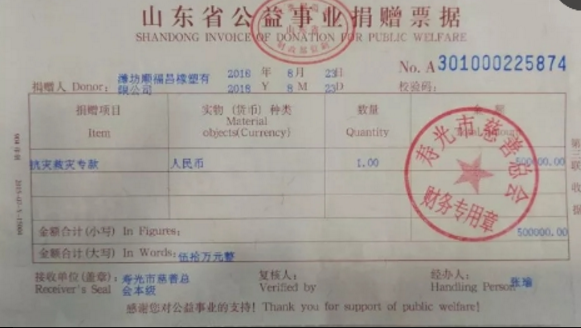 山东省公益事业捐赠票据
SHANDONG INVOICE OF DONATION FOR PUBLIC WELFARE
No. A 301000225874
捐赠人 Donor: 潍坊顺福昌橡塑有限公司 2018 年 8 月 23日
2018 Y 8 M 23D 校验码:
捐赠项目 实物(货币)种类 数量 金额
Item Material objects(Currency) Quantity
抗灾救灾专款 人民币 1.00 500000.00
金额合计(小写) In Figures: 500000.00
金额合计(大写) In Words: 伍拾万元整
接收单位(盖章): 寿光市慈善总会本级 复核人: 经办人: 张瑜
Receiver's Seal Verified by Handling Person
感谢您对公益事业的支持! Thank you for support of public welfare!
寿光市慈善总会
财务专用章